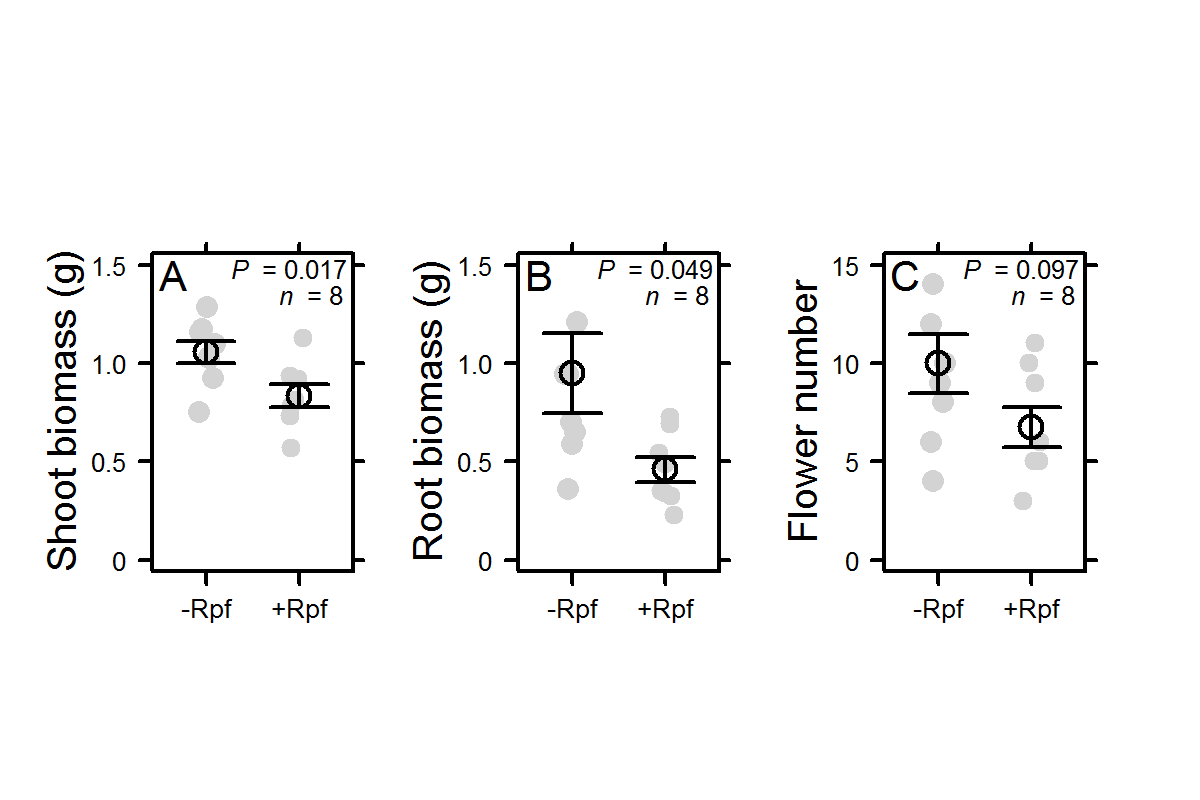 Shoot biomass (g)
1.5
1.0
0.5
0
A
P = 0.017
n = 8
-Rpf
+Rpf
Root biomass (g)
1.5
1.0
0.5
0
B
P = 0.049
n = 8
-Rpf
+Rpf
Flower number
15
10
5
0
C
P = 0.097
n = 8
-Rpf
+Rpf